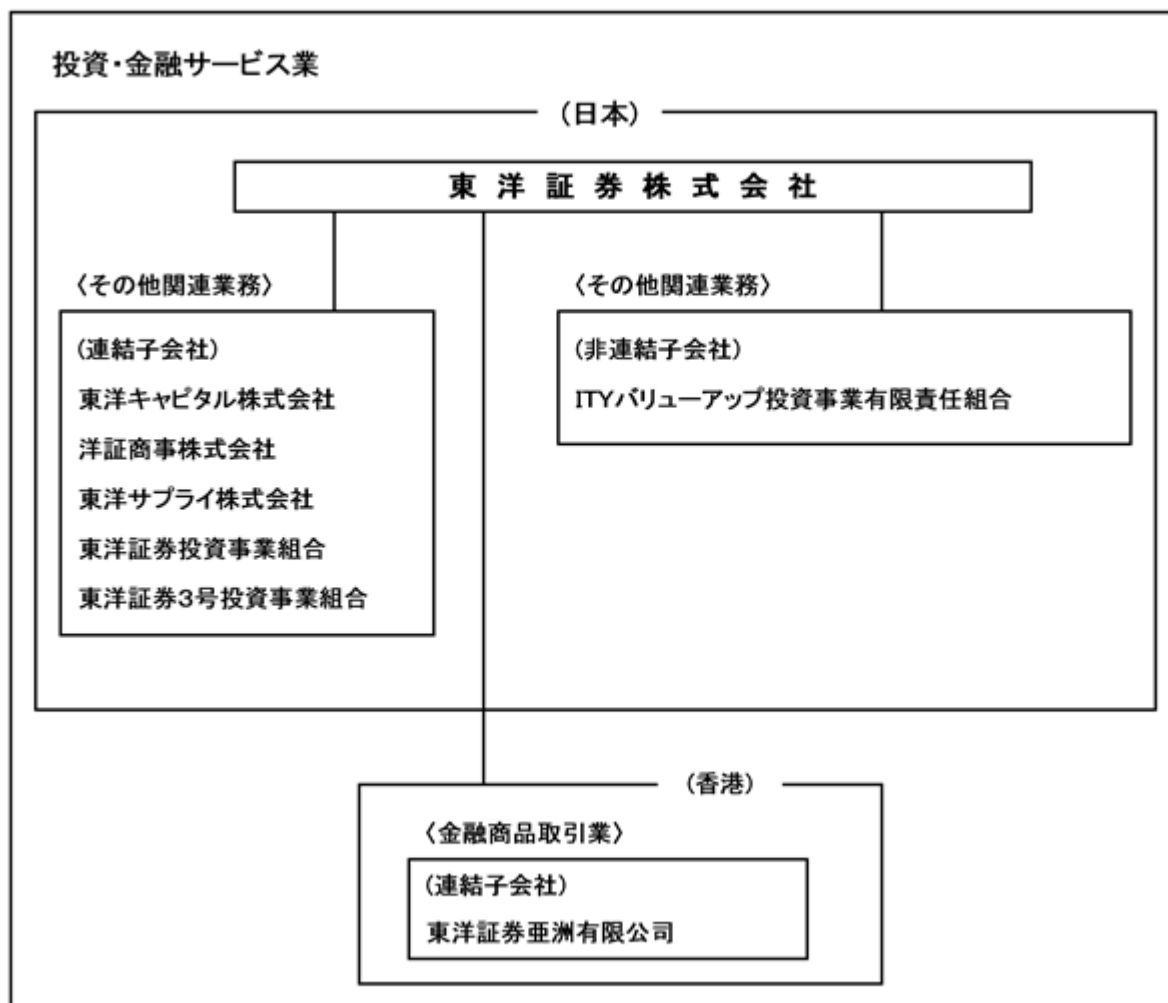 投資・金融サービス業
(日本)
東洋証券株式会社
〈その他関連業務〉
(連結子会社)
東洋キャピタル株式会社
洋証商事株式会社
東洋サプライ株式会社
東洋証券投資事業組合
東洋証券3号投資事業組合
〈その他関連業務〉
(非連結子会社)
ITYバリューアップ投資事業有限責任組合
(香港)
〈金融商品取引業〉
(連結子会社)
東洋証券亜洲有限公司